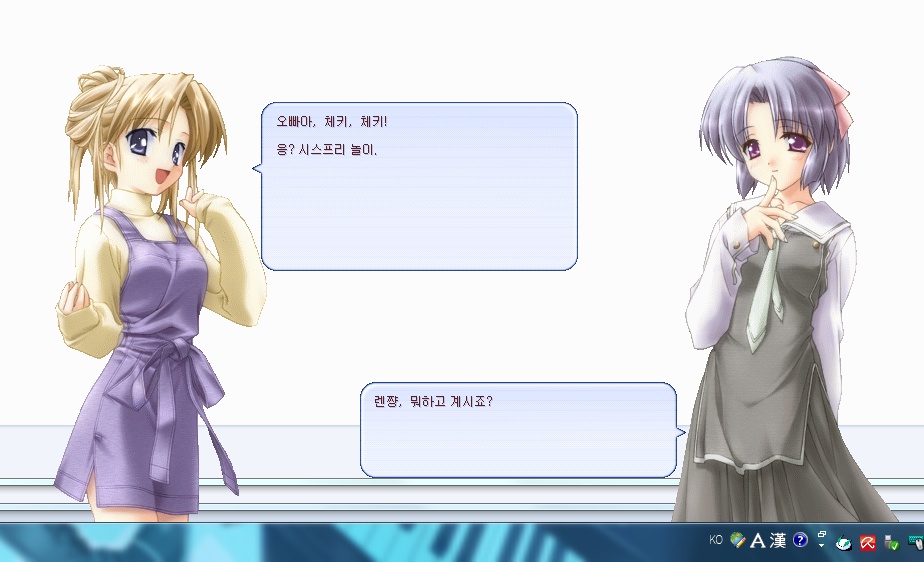 오빠아, 체키, 체키!
응? 시스프리 놀이.
렌쨩, 뭐하고 계시죠?
KO A 漢 ?